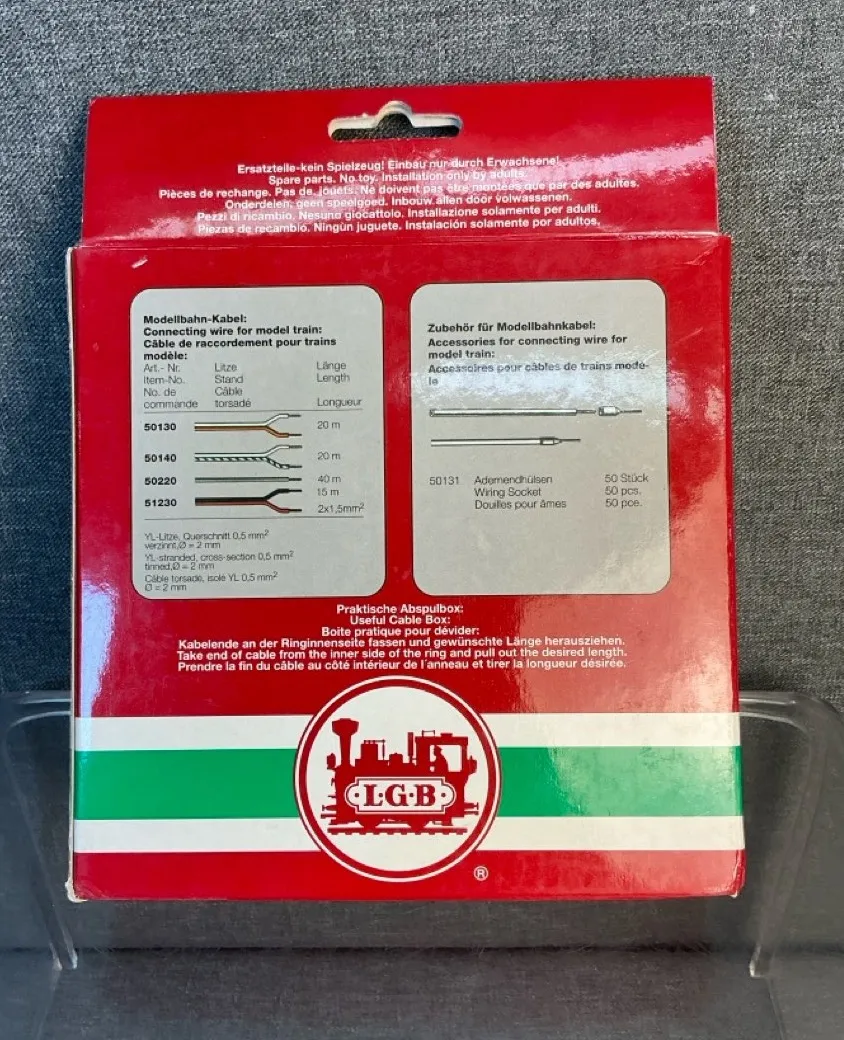 Ersatzteile-kein Spielzeug! Einbau nur durch Erwachsene!
Spare parts. No toy. Installation only by adults.
Pièces de rechange. Pas de jouets. Ne doivent pas être montées que par des adultes.
Onderdelen, geen speelgoed. Inbouw allen door volwassenen.
Pezzi di ricambio. Nesuno giocattolo. Installazione solamente per adulti.
Piezas de recambio. Ningún juguete. Instalación solamente por adultos.
Modellbahn-Kabel:
Connecting wire for model train:
Câble de raccordement pour trains
modèle:
Art.- Nr. Litze Länge
Item-No. Stand Length
No. de Câble
commande torsadé Longueur
50130 20 m
50140 20 m
50220 40 m
51230 15 m
2x1,5mm²
YL-Litze, Querschnitt 0,5 mm²
verzinnt,Ø = 2 mm
YL-stranded, cross-section 0,5 mm²
tinned,Ø = 2 mm
Câble torsade, isolé YL 0,5 mm²
Ø = 2 mm
Zubehör für Modellbahnkabel:
Accessories for connecting wire for
model train:
Accessoires pour câbles de trains modè-
le
50131 Adernendhülsen 50 Stück
Wiring Socket 50 pcs.
Douilles pour âmes 50 pce.
Praktische Abspulbox:
Useful Cable Box:
Boite pratique pour dévider:
Kabelende an der Ringinnenseite fassen und gewünschte Länge herausziehen.
Take end of cable from the inner side of the ring and pull out the desired length.
Prendre la fin du câble au côté intérieur de l'anneau et tirer la longueur désirée.
L·G·B
®